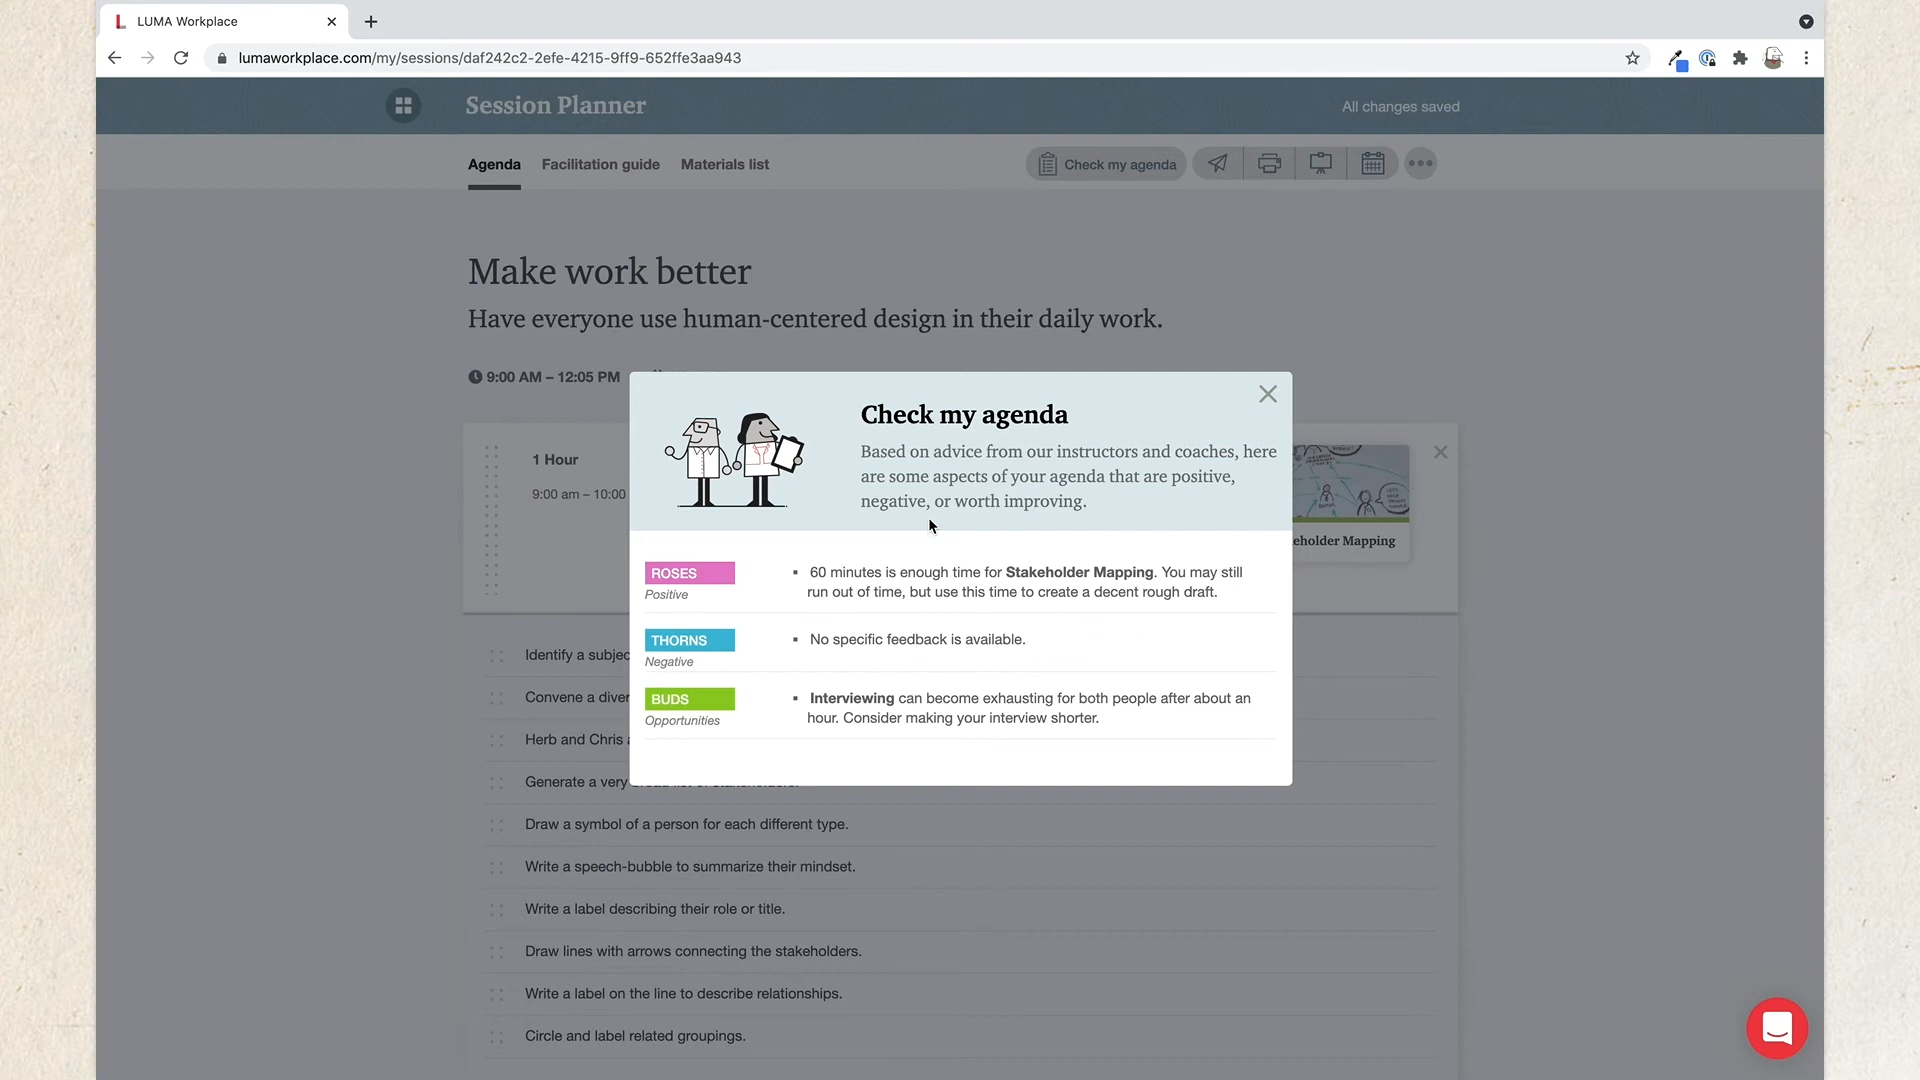 LUMA Workplace
lumaworkplace.com/my/sessions/daf242c2-2efe-4215-9ff9-652ffe3aa943
Session Planner
All changes saved
Agenda
Facilitation guide
Materials list
Check my agenda
Make work better
Have everyone use human-centered design in their daily work.
9:00 AM – 12:05 PM
1 Hour
9:00 am – 10:00
Check my agenda
Based on advice from our instructors and coaches, here
are some aspects of your agenda that are positive,
negative, or worth improving.
eholder Mapping
ROSES
Positive
▪ 60 minutes is enough time for Stakeholder Mapping. You may still
run out of time, but use this time to create a decent rough draft.
THORNS
Negative
▪ No specific feedback is available.
BUDS
Opportunities
▪ Interviewing can become exhausting for both people after about an
hour. Consider making your interview shorter.
Identify a subjec
Convene a diver
Herb and Chris
Generate a very
Draw a symbol of a person for each different type.
Write a speech-bubble to summarize their mindset.
Write a label describing their role or title.
Draw lines with arrows connecting the stakeholders.
Write a label on the line to describe relationships.
Circle and label related groupings.